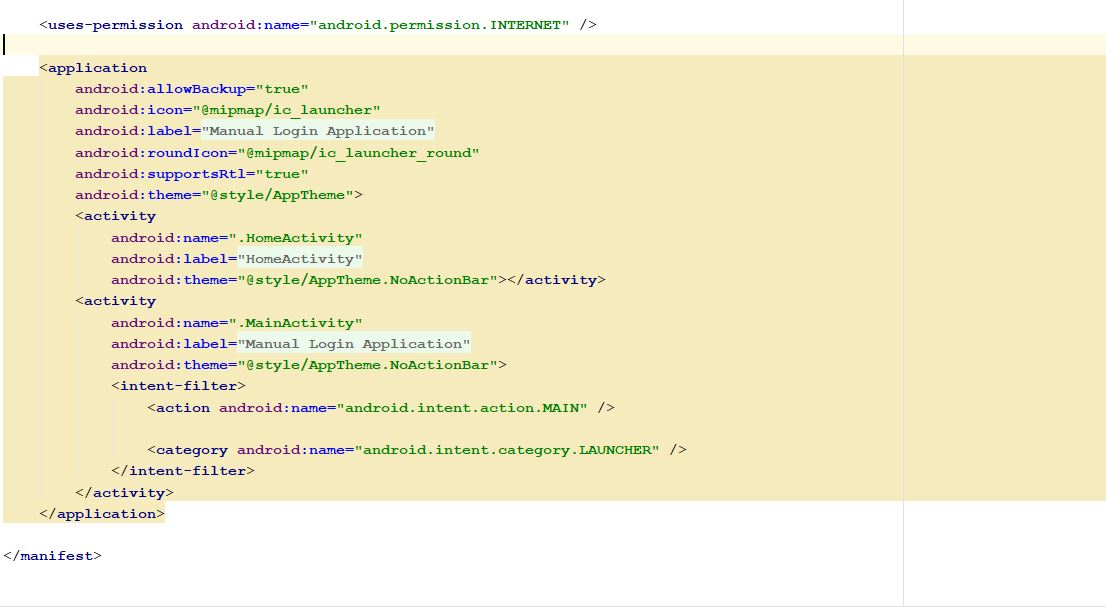 <uses-permission android:name="android.permission.INTERNET" />
<application
android:allowBackup="true"
android:icon="@mipmap/ic_launcher"
android:label="Manual Login Application"
android:roundIcon="@mipmap/ic_launcher_round"
android:supportsRtl="true"
android:theme="@style/AppTheme">
<activity
android:name=".HomeActivity"
android:label="HomeActivity"
android:theme="@style/AppTheme.NoActionBar"></activity>
<activity
android:name=".MainActivity"
android:label="Manual Login Application"
android:theme="@style/AppTheme.NoActionBar">
<intent-filter>
<action android:name="android.intent.action.MAIN" />
<category android:name="android.intent.category.LAUNCHER" />
</intent-filter>
</activity>
</application>
</manifest>